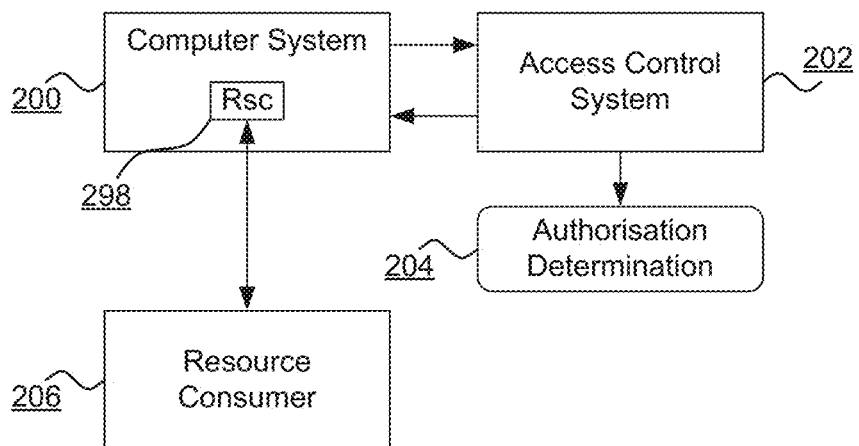 Computer System
200
Rsc
298
Access Control
System
202
204
Authorisation
Determination
206
Resource
Consumer